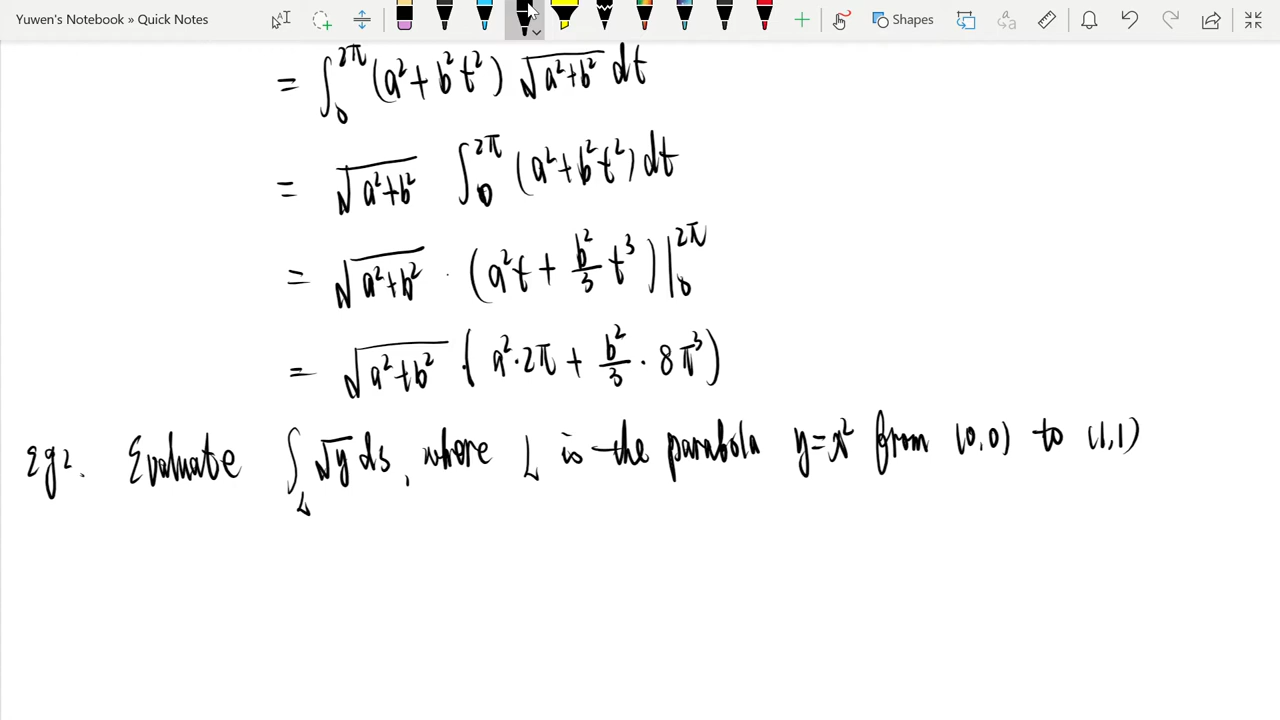 Yuwen's Notebook » Quick Notes
Shapes
= ∫₀^{2π} (a²+b²t²) √(a²+b²) dt
= √(a²+b²) ∫₀^{2π} (a²+b²t²) dt
= √(a²+b²) · (a²t + b²/3 t³) |₀^{2π}
= √(a²+b²) · (a²·2π + b²/3 · 8π³)
Eg2. Evaluate ∫_L √y ds, where L is the parabola y=x² from (0,0) to (1,1)